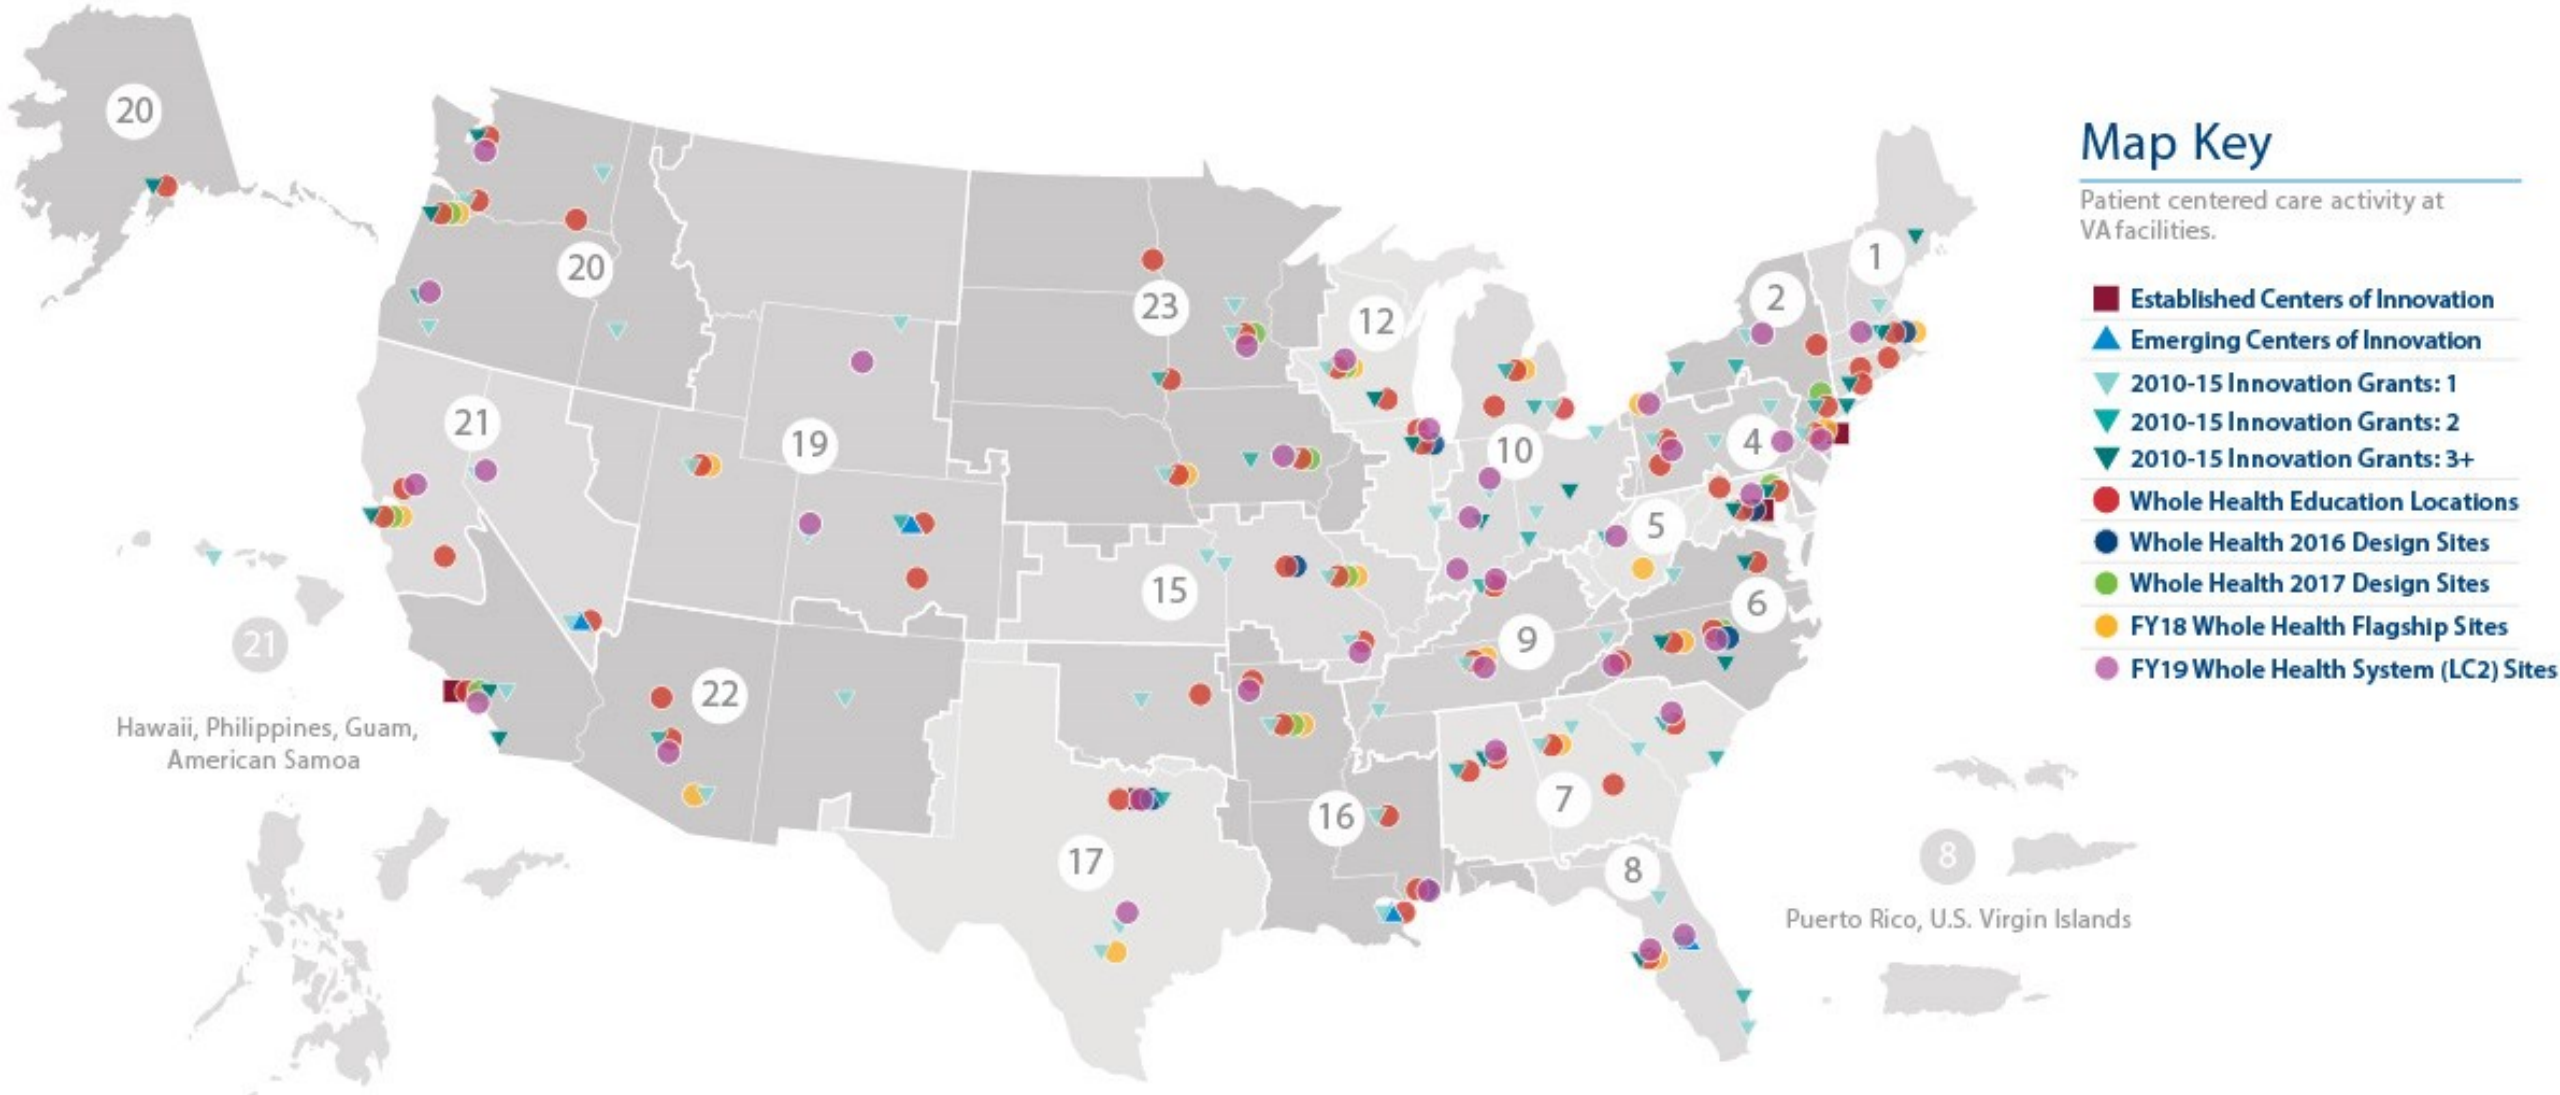 20
20
21
21
Hawaii, Philippines, Guam,
American Samoa
19
22
23
15
17
12
10
16
9
7
8
2
1
4
5
6
8
Puerto Rico, U.S. Virgin Islands
Map Key
Patient centered care activity at
VA facilities.
Established Centers of Innovation
Emerging Centers of Innovation
2010-15 Innovation Grants: 1
2010-15 Innovation Grants: 2
2010-15 Innovation Grants: 3+
Whole Health Education Locations
Whole Health 2016 Design Sites
Whole Health 2017 Design Sites
FY18 Whole Health Flagship Sites
FY19 Whole Health System (LC2) Sites